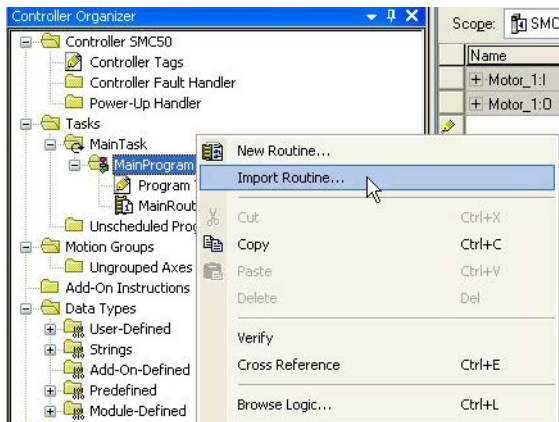 Controller Organizer
Controller SMC50
Controller Tags
Controller Fault Handler
Power-Up Handler
Tasks
MainTask
MainProgram
Program
MainRout
Unscheduled Prog
Motion Groups
Ungrouped Axes
Add-On Instructions
Data Types
User-Defined
Strings
Add-On-Defined
Predefined
Module-Defined
New Routine...
Import Routine...
Cut Ctrl+X
Copy Ctrl+C
Paste Ctrl+V
Delete Del
Verify
Cross Reference Ctrl+E
Browse Logic... Ctrl+L
Scope: SMC
Name
Motor_1:I
Motor_1:O